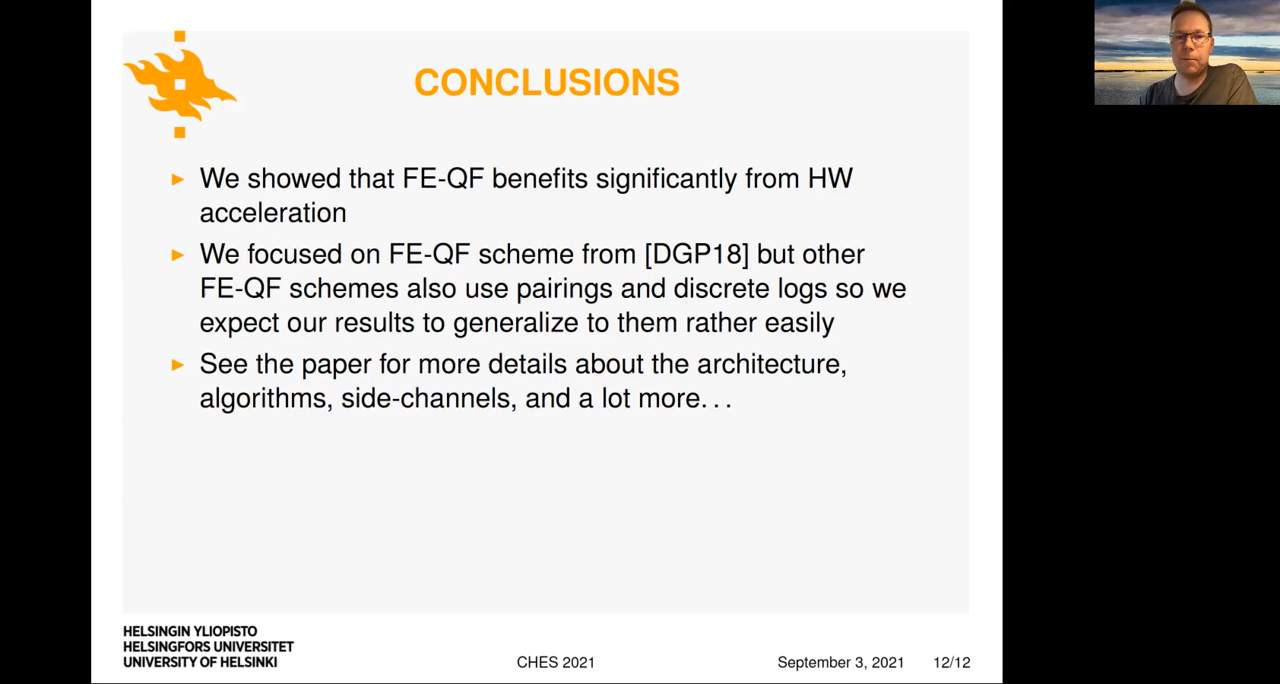 CONCLUSIONS
► We showed that FE-QF benefits significantly from HW
acceleration
► We focused on FE-QF scheme from [DGP18] but other
FE-QF schemes also use pairings and discrete logs so we
expect our results to generalize to them rather easily
► See the paper for more details about the architecture,
algorithms, side-channels, and a lot more. . .
HELSINGIN YLIOPISTO
HELSINGFORS UNIVERSITET
UNIVERSITY OF HELSINKI
CHES 2021
September 3, 2021
12/12